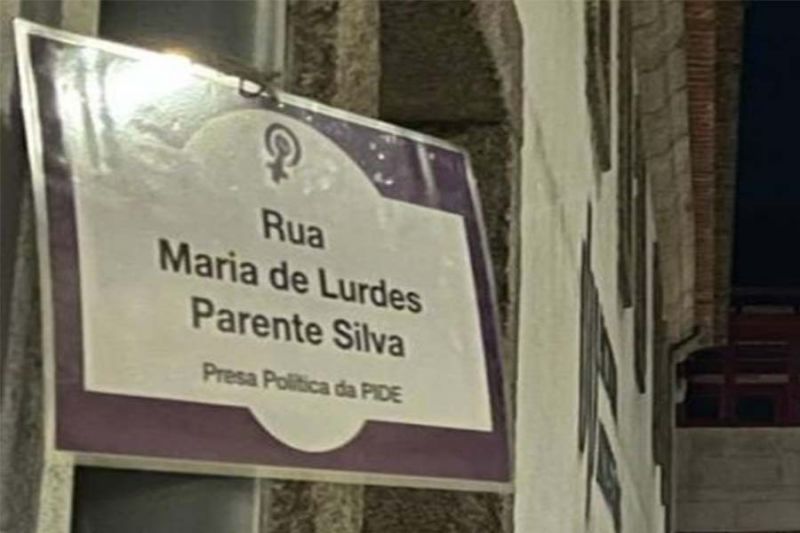 Rua
Maria de Lurdes
Parente Silva
Presa Política da PIDE